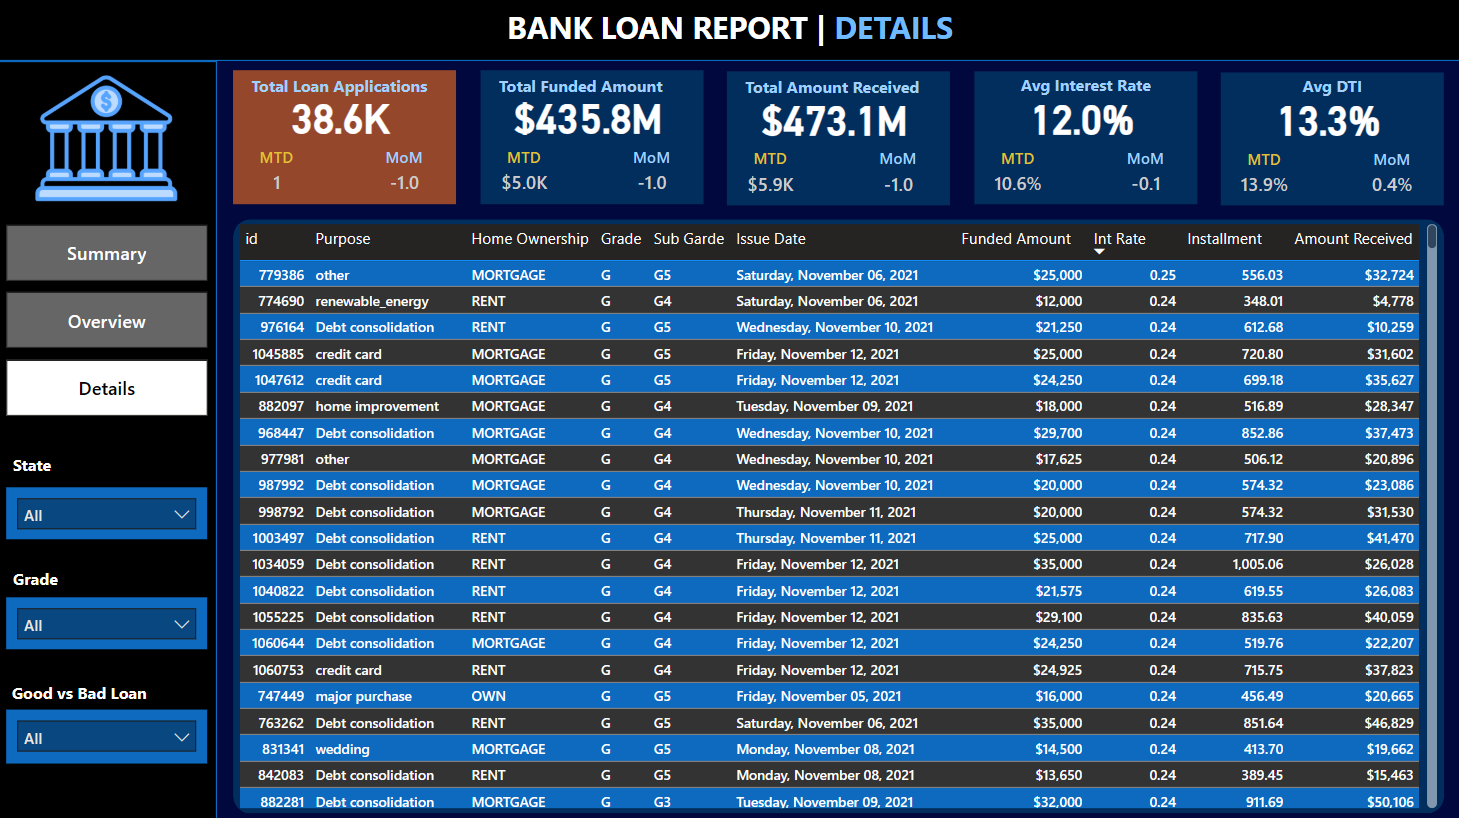 BANK LOAN REPORT | DETAILS
$
Total Loan Applications
38.6K
MTD MoM
1 -1.0
Total Funded Amount
$435.8M
MTD MoM
$5.0K -1.0
Total Amount Received
$473.1M
MTD MoM
$5.9K -1.0
Avg Interest Rate
12.0%
MTD MoM
10.6% -0.1
Avg DTI
13.3%
MTD MoM
13.9% 0.4%
Summary
Overview
Details
State
All
Grade
All
Good vs Bad Loan
All
id Purpose Home Ownership Grade Sub Garde Issue Date Funded Amount Int Rate Installment Amount Received
779386 other MORTGAGE G G5 Saturday, November 06, 2021 $25,000 0.25 556.03 $32,724
774690 renewable_energy RENT G G4 Saturday, November 06, 2021 $12,000 0.24 348.01 $4,778
976164 Debt consolidation RENT G G5 Wednesday, November 10, 2021 $21,250 0.24 612.68 $10,259
1045885 credit card MORTGAGE G G5 Friday, November 12, 2021 $25,000 0.24 720.80 $31,602
1047612 credit card MORTGAGE G G5 Friday, November 12, 2021 $24,250 0.24 699.18 $35,627
882097 home improvement MORTGAGE G G4 Tuesday, November 09, 2021 $18,000 0.24 516.89 $28,347
968447 Debt consolidation MORTGAGE G G4 Wednesday, November 10, 2021 $29,700 0.24 852.86 $37,473
977981 other MORTGAGE G G4 Wednesday, November 10, 2021 $17,625 0.24 506.12 $20,896
987992 Debt consolidation MORTGAGE G G4 Wednesday, November 10, 2021 $20,000 0.24 574.32 $23,086
998792 Debt consolidation MORTGAGE G G4 Thursday, November 11, 2021 $20,000 0.24 574.32 $31,530
1003497 Debt consolidation RENT G G4 Thursday, November 11, 2021 $25,000 0.24 717.90 $41,470
1034059 Debt consolidation RENT G G4 Friday, November 12, 2021 $35,000 0.24 1,005.06 $26,028
1040822 Debt consolidation RENT G G4 Friday, November 12, 2021 $21,575 0.24 619.55 $26,083
1055225 Debt consolidation RENT G G4 Friday, November 12, 2021 $29,100 0.24 835.63 $40,059
1060644 Debt consolidation MORTGAGE G G4 Friday, November 12, 2021 $24,250 0.24 519.76 $22,207
1060753 credit card RENT G G4 Friday, November 12, 2021 $24,925 0.24 715.75 $37,823
747449 major purchase OWN G G5 Friday, November 05, 2021 $16,000 0.24 456.49 $20,665
763262 Debt consolidation RENT G G5 Saturday, November 06, 2021 $35,000 0.24 851.64 $46,829
831341 wedding MORTGAGE G G5 Monday, November 08, 2021 $14,500 0.24 413.70 $19,662
842083 Debt consolidation RENT G G5 Monday, November 08, 2021 $13,650 0.24 389.45 $15,463
882281 Debt consolidation MORTGAGE G G3 Tuesday, November 09, 2021 $32,000 0.24 911.69 $50,106